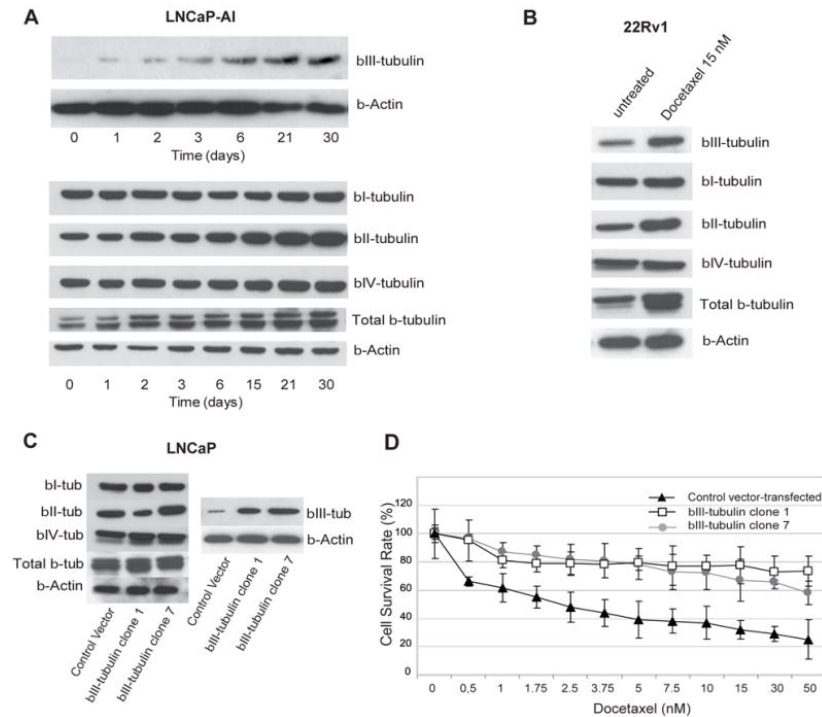 A
LNCaP-AI
bIII-tubulin
b-Actin
0 1 2 3 6 21 30
Time (days)
bI-tubulin
bII-tubulin
bIV-tubulin
Total b-tubulin
b-Actin
0 1 2 3 6 15 21 30
Time (days)
B
22Rv1
untreated
Docetaxel 15 nM
bIII-tubulin
bI-tubulin
bII-tubulin
bIV-tubulin
Total b-tubulin
b-Actin
C
LNCaP
bI-tub
bII-tub
bIV-tub
Total b-tub
b-Actin
Control Vector
bIII-tubulin clone 1
bIII-tubulin clone 7
bIII-tub
b-Actin
Control Vector
bIII-tubulin clone 1
bIII-tubulin clone 7
D
Control vector-transfected
bIII-tubulin clone 1
bIII-tubulin clone 7
Cell Survival Rate (%)
120
100
80
60
40
20
0
0 0,5 1 1.75 2.5 3.75 5 7.5 10 15 30 50
Docetaxel (nM)